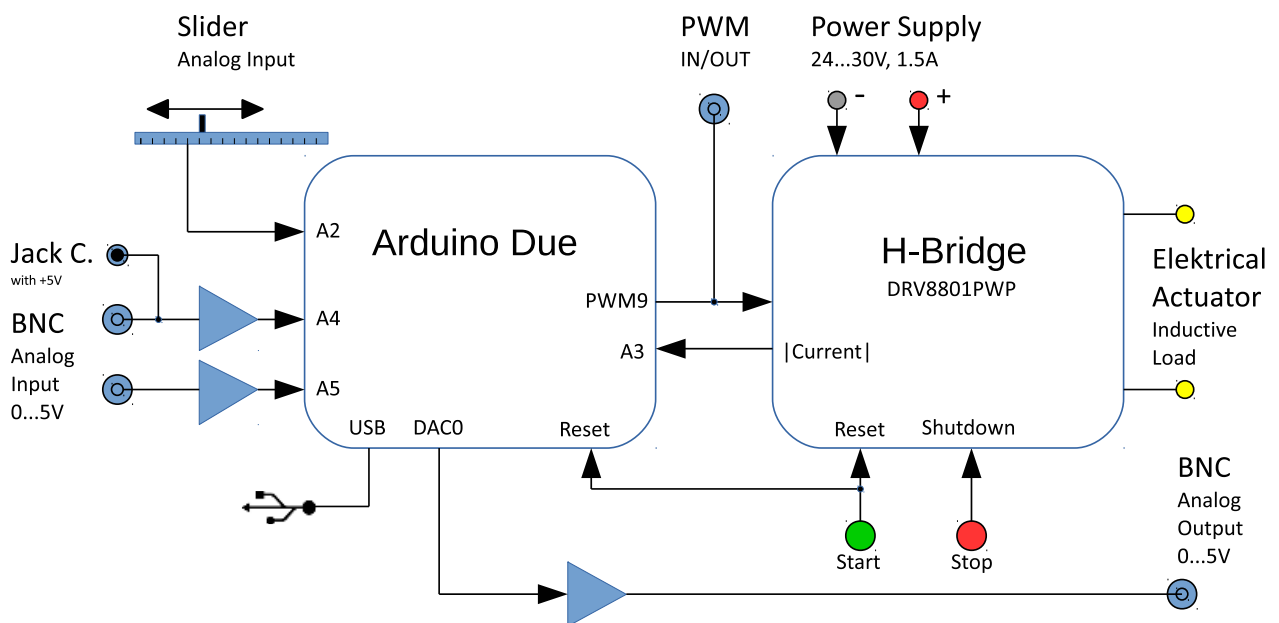 Slider
Analog Input
PWM
IN/OUT
Power Supply
24...30V, 1.5A
-
+
Jack C.
with +5V
BNC
Analog
Input
0...5V
A2
A4
A5
Arduino Due
PWM9
A3
USB
DAC0
Reset
H-Bridge
DRV8801PWP
|Current|
Reset
Shutdown
Elektrical
Actuator
Inductive
Load
Start
Stop
BNC
Analog
Output
0...5V